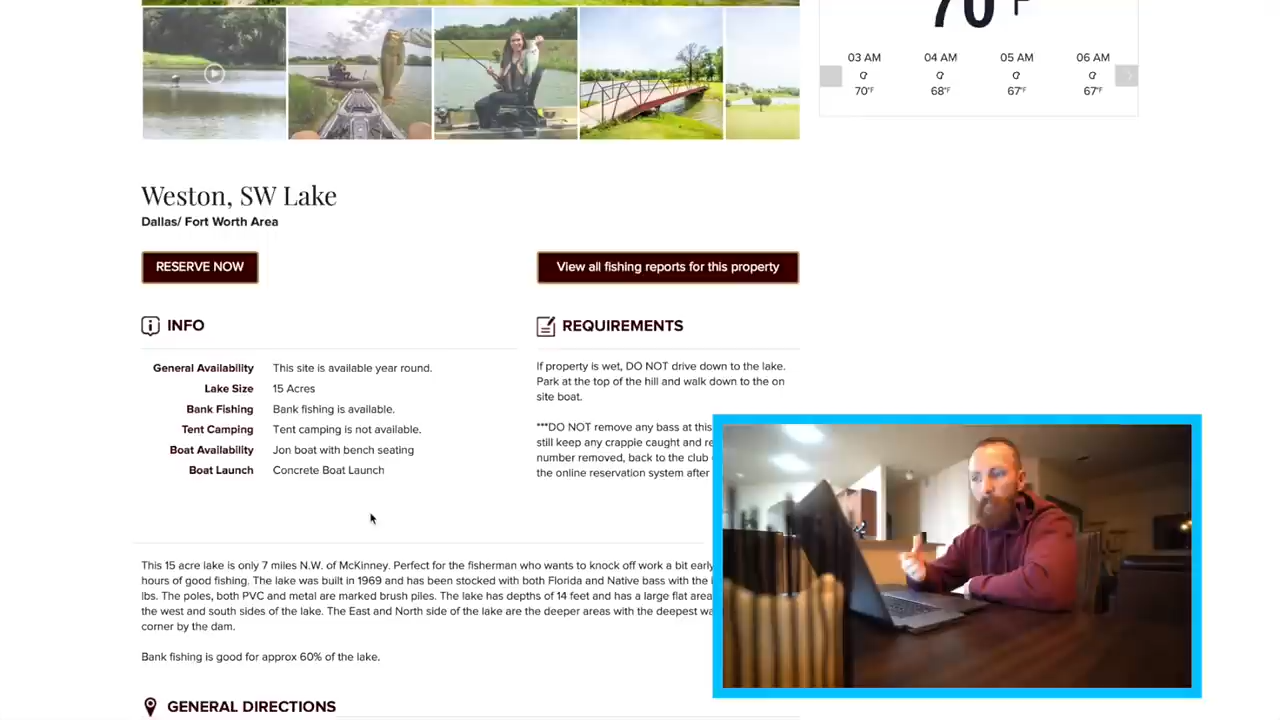 70°F
03 AM 04 AM 05 AM 06 AM
70°F 68°F 67°F 67°F
Weston, SW Lake
Dallas/ Fort Worth Area
RESERVE NOW
View all fishing reports for this property
INFO
General Availability This site is available year round.
Lake Size 15 Acres
Bank Fishing Bank fishing is available.
Tent Camping Tent camping is not available.
Boat Availability Jon boat with bench seating
Boat Launch Concrete Boat Launch
REQUIREMENTS
If property is wet, DO NOT drive down to the lake.
Park at the top of the hill and walk down to the on
site boat.
***DO NOT remove any bass at this
still keep any crappie caught and
number removed, back to the club
the online reservation system after
This 15 acre lake is only 7 miles N.W. of McKinney. Perfect for the fisherman who wants to knock off work a bit early
hours of good fishing. The lake was built in 1969 and has been stocked with both Florida and Native bass with the
lbs. The poles, both PVC and metal are marked brush piles. The lake has depths of 14 feet and has a large flat area
the west and south sides of the lake. The East and North side of the lake are the deeper areas with the deepest
corner by the dam.
Bank fishing is good for approx 60% of the lake.
GENERAL DIRECTIONS